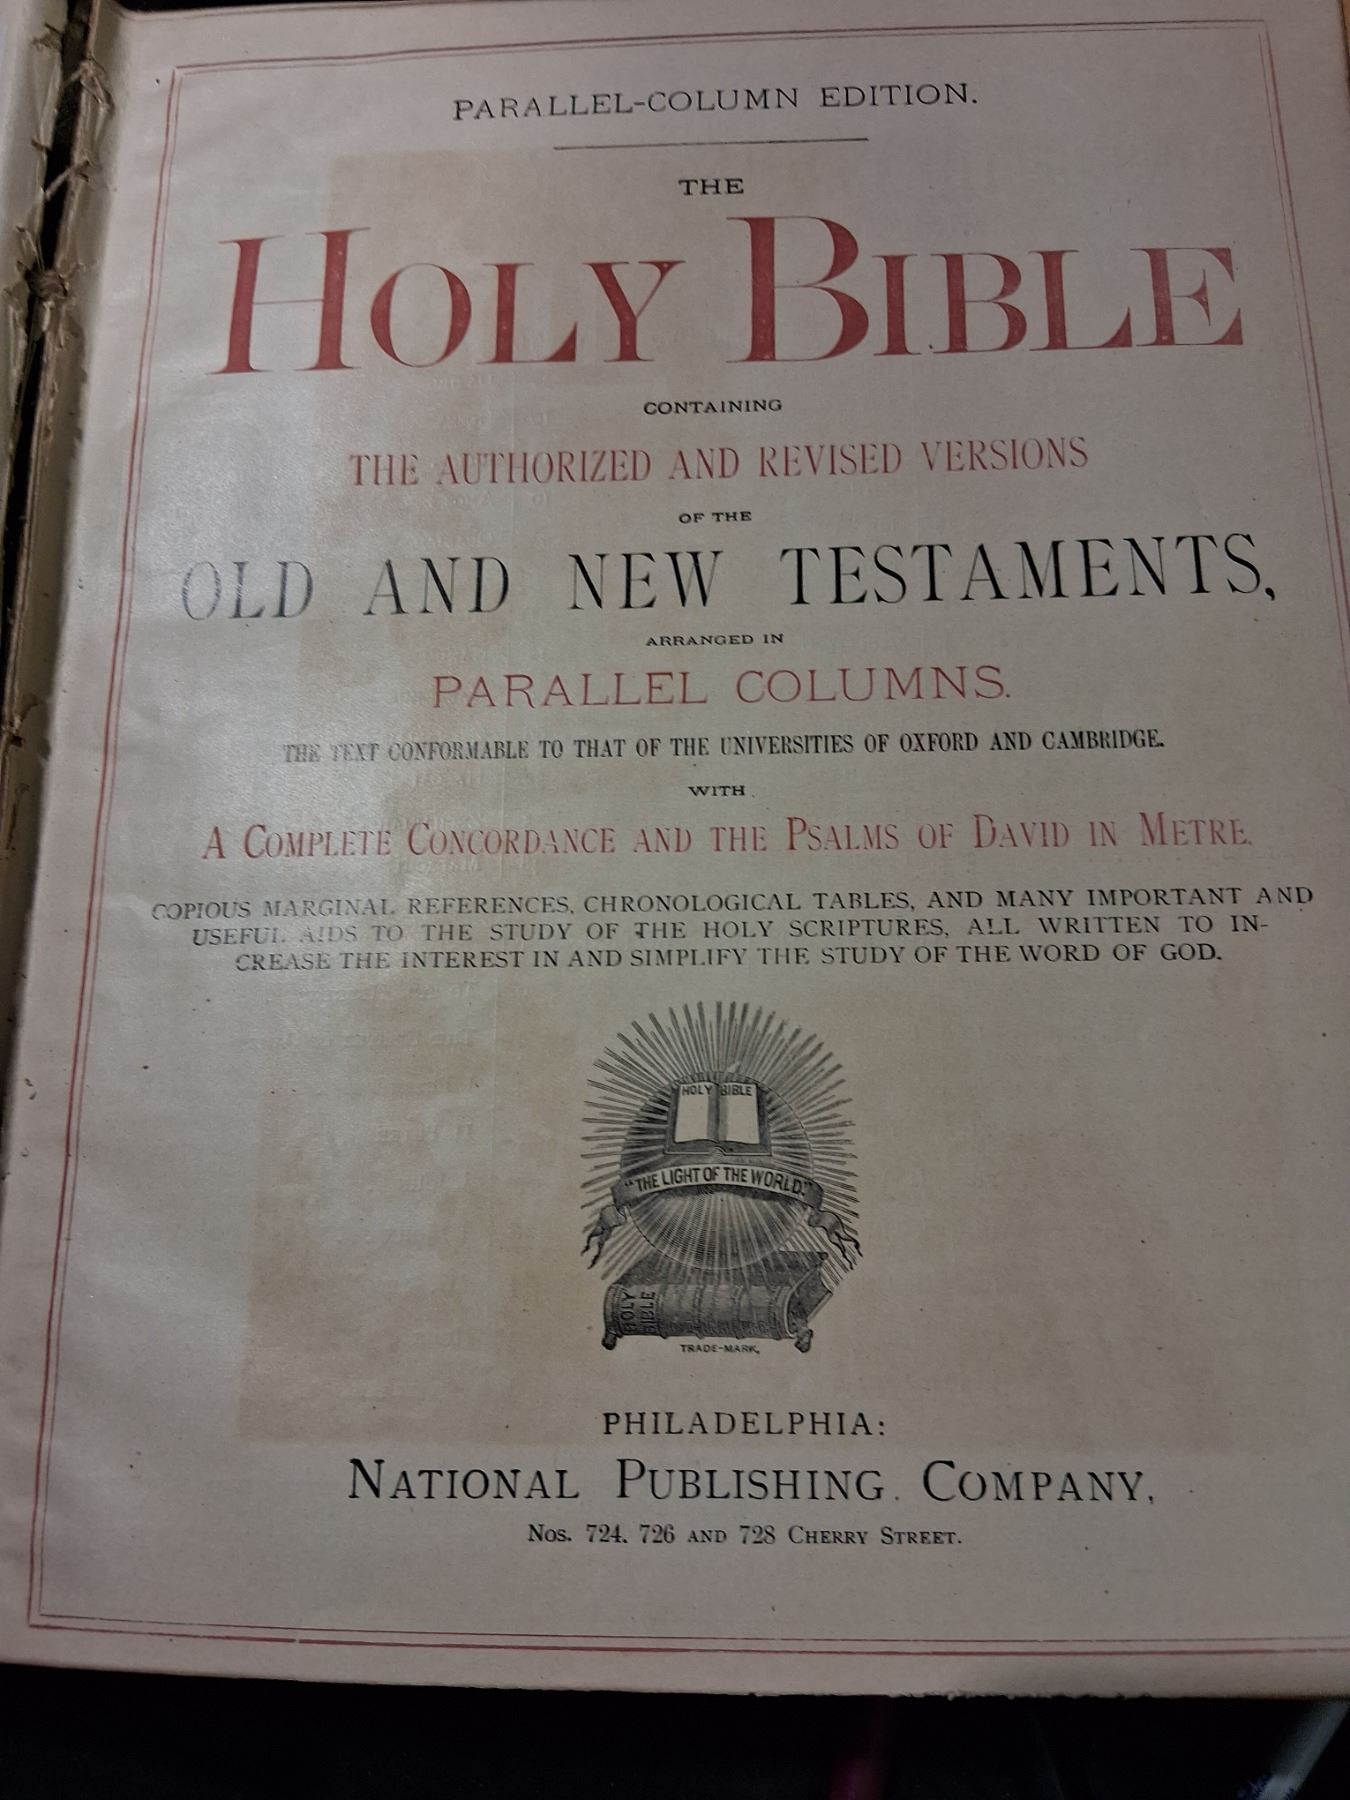 PARALLEL-COLUMN EDITION.
THE
HOLY BIBLE
CONTAINING
THE AUTHORIZED AND REVISED VERSIONS
OF THE
OLD AND NEW TESTAMENTS,
ARRANGED IN
PARALLEL COLUMNS.
THE TEXT CONFORMABLE TO THAT OF THE UNIVERSITIES OF OXFORD AND CAMBRIDGE.
WITH
A COMPLETE CONCORDANCE AND THE PSALMS OF DAVID IN METRE.
COPIOUS MARGINAL REFERENCES, CHRONOLOGICAL TABLES, AND MANY IMPORTANT AND
USEFUL AIDS TO THE STUDY OF THE HOLY SCRIPTURES, ALL WRITTEN TO IN-
CREASE THE INTEREST IN AND SIMPLIFY THE STUDY OF THE WORD OF GOD.
HOLY BIBLE
"THE LIGHT OF THE WORLD."
HOLY
BIBLE
TRADE-MARK.
PHILADELPHIA:
NATIONAL PUBLISHING COMPANY,
NOS. 724, 726 AND 728 CHERRY STREET.